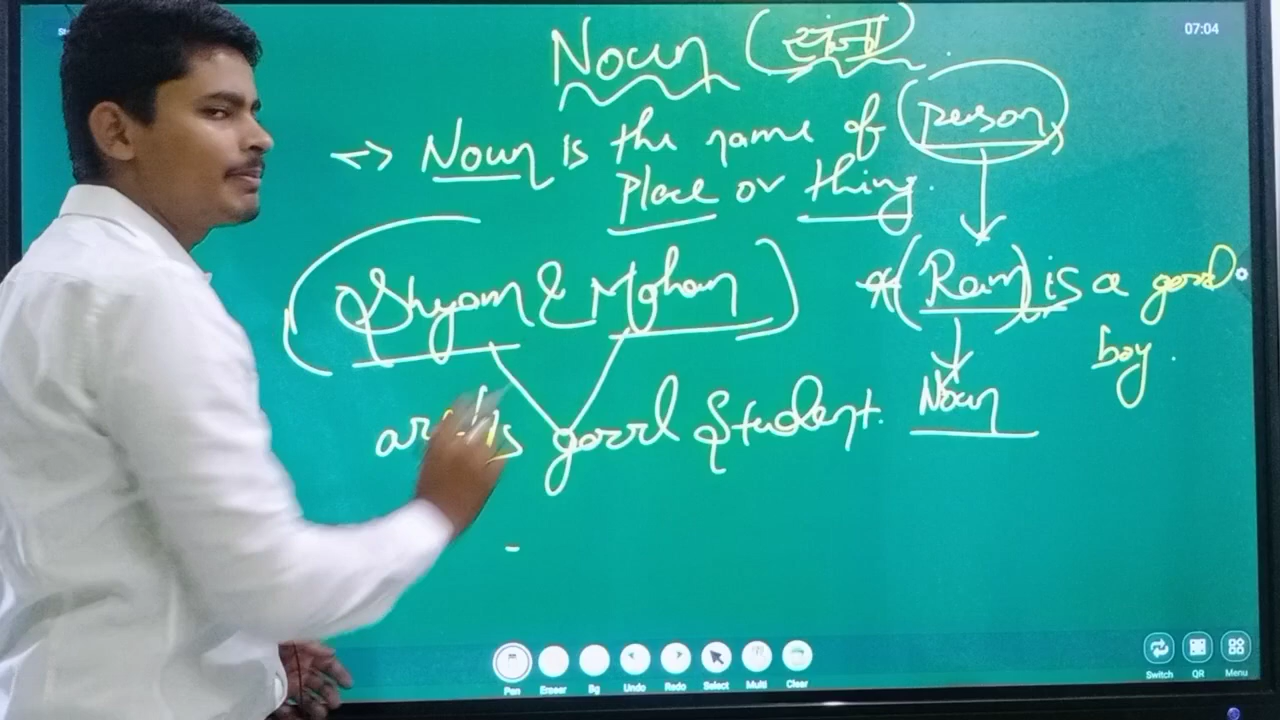 07:04
Noun (संज्ञा)
Noun is the name of person,
place or thing.
Shyam & Mohan
(Ram) is a good
boy.
Noun
good Student.
Pen Eraser Bg Undo Redo Select Multi Clear
Switch QR Menu